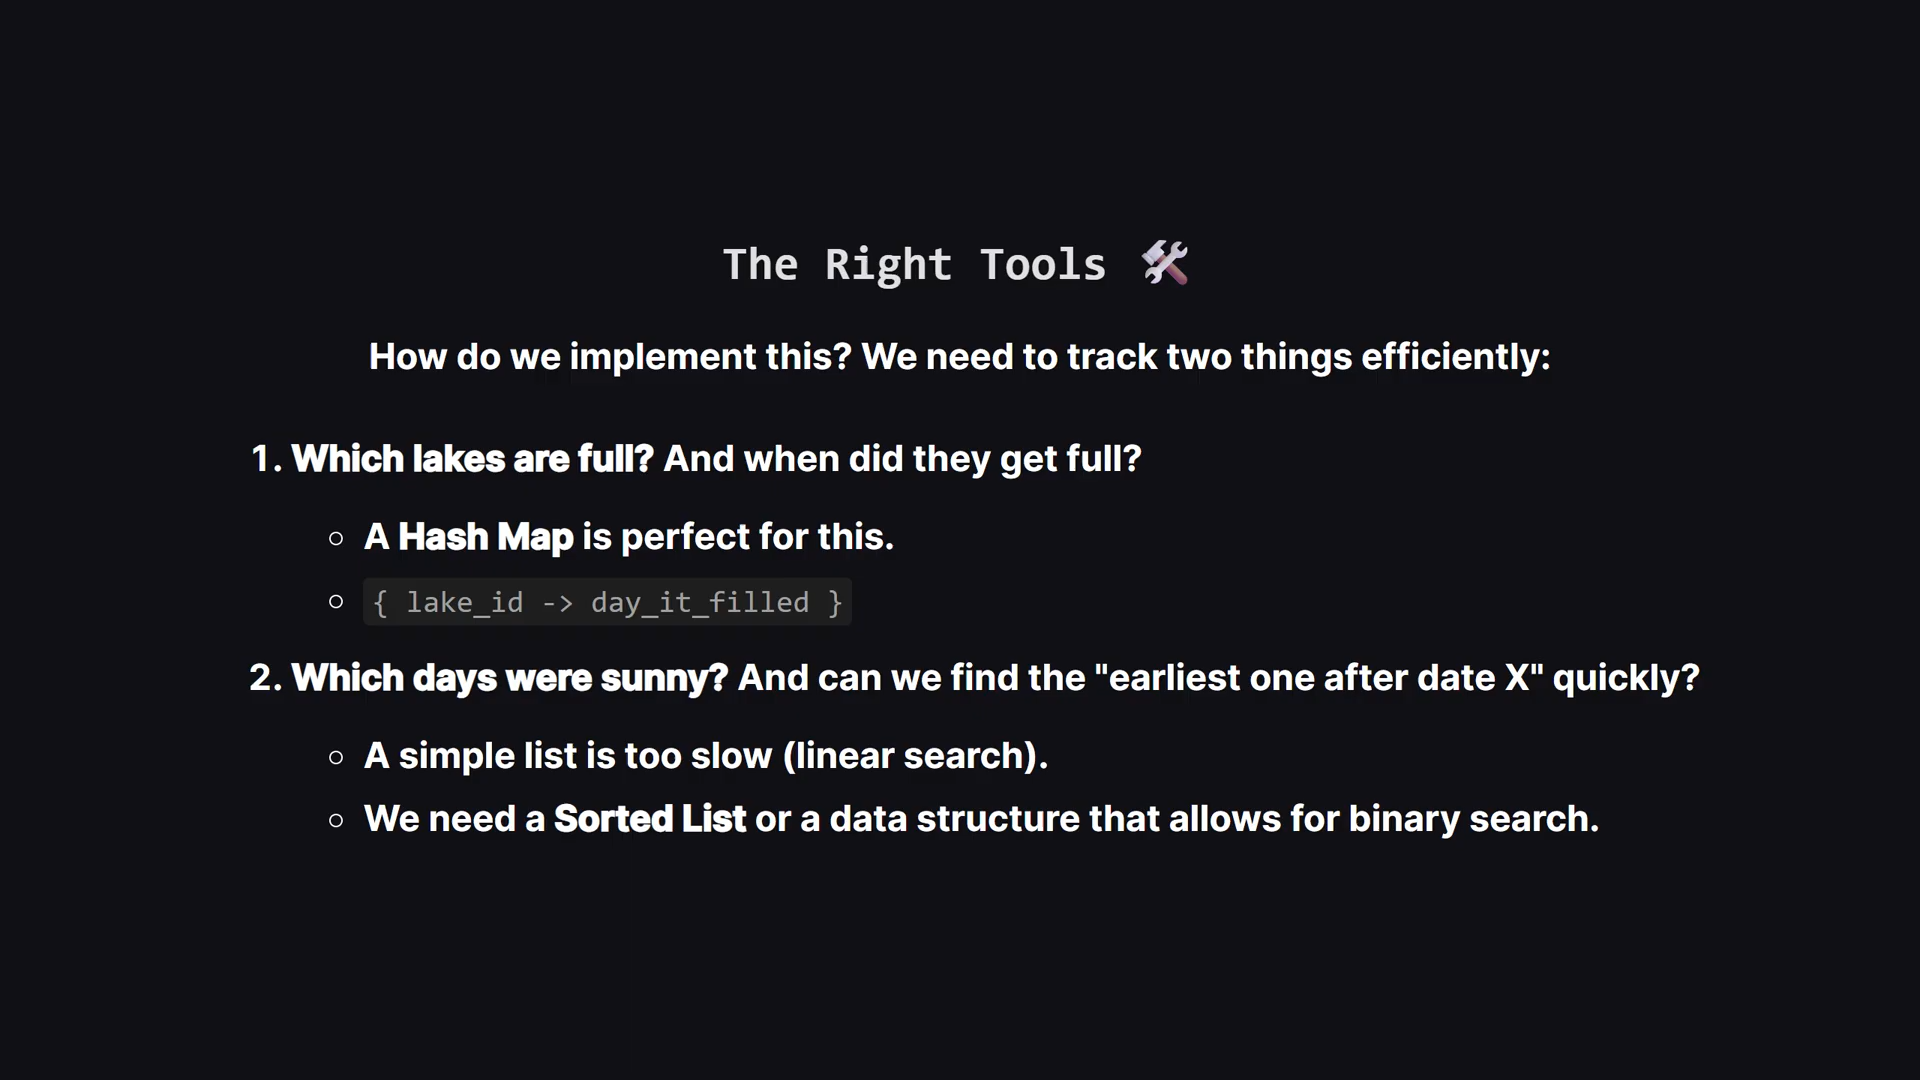 The Right Tools 🛠️
How do we implement this? We need to track two things efficiently:
1. Which lakes are full? And when did they get full?
○ A Hash Map is perfect for this.
○ { lake_id -> day_it_filled }
2. Which days were sunny? And can we find the "earliest one after date X" quickly?
○ A simple list is too slow (linear search).
○ We need a Sorted List or a data structure that allows for binary search.